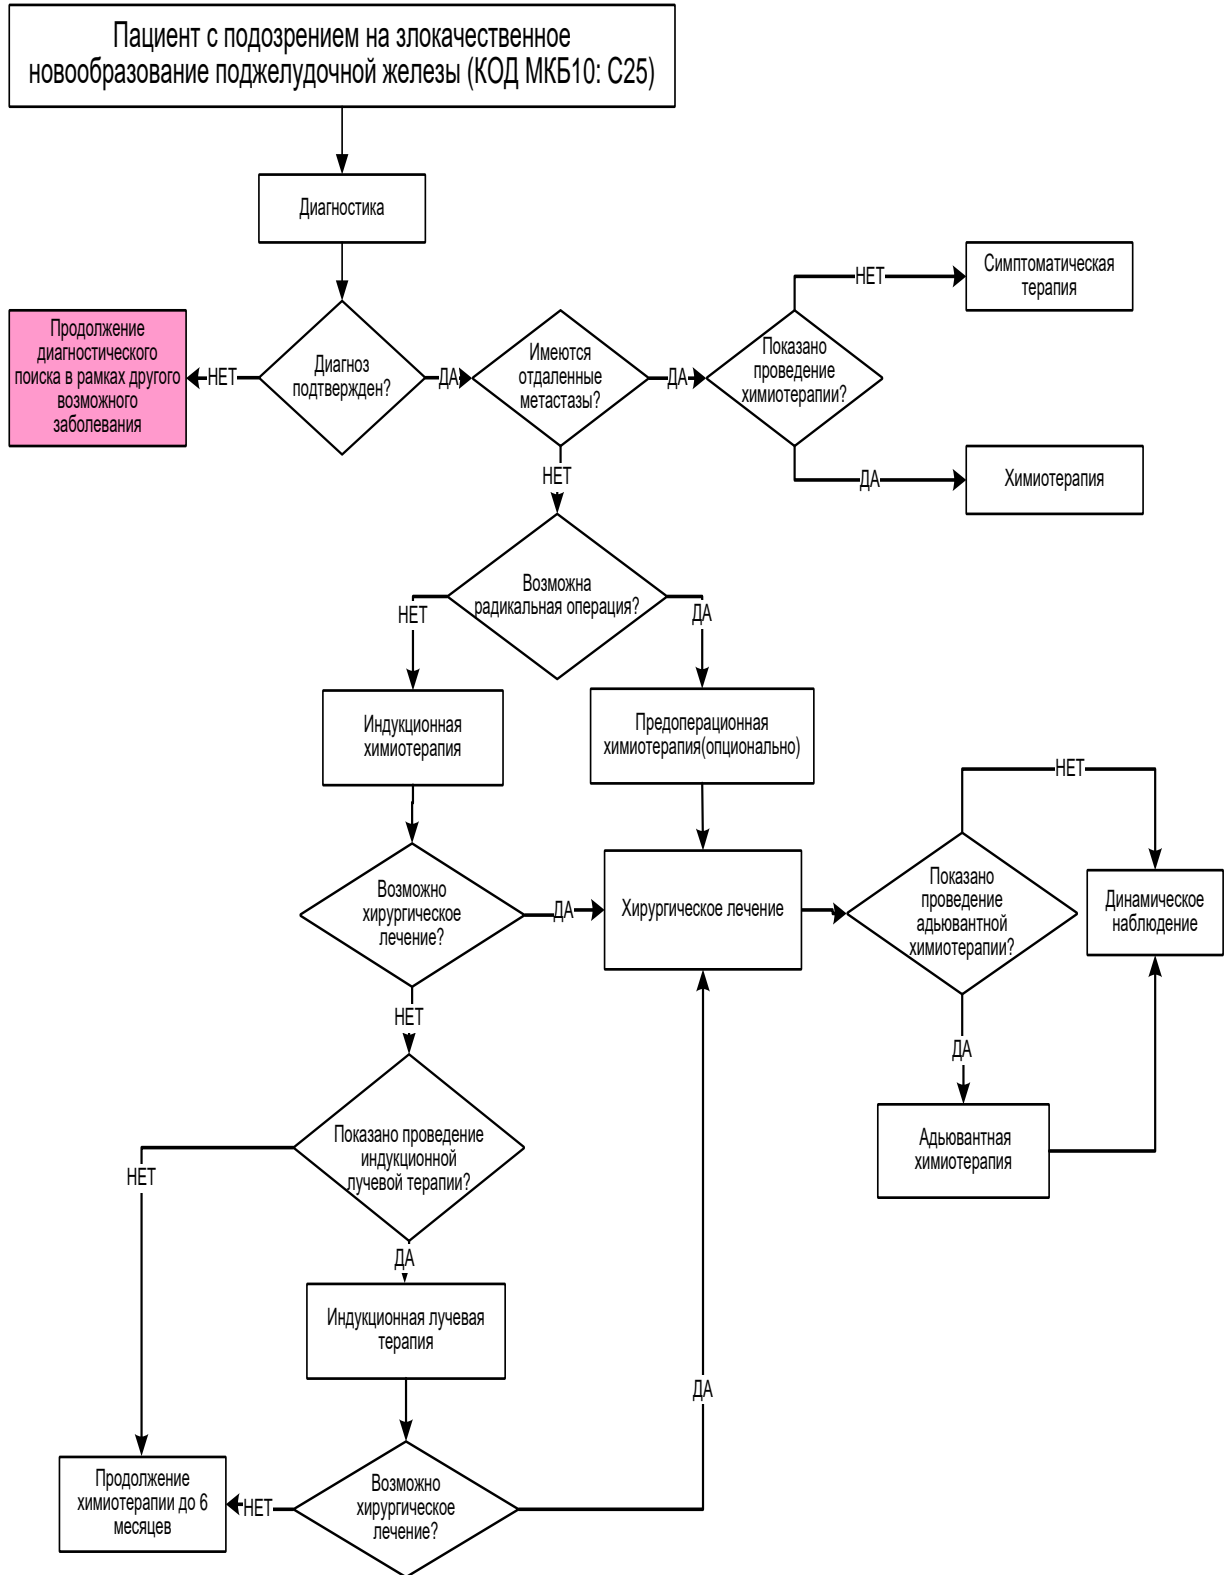 Пациент с подозрением на злокачественное
новообразование поджелудочной железы (КОД МКБ10: С25)
Диагностика
Диагноз
подтвержден?
НЕТ
Продолжение
диагностического
поиска в рамках другого
возможного
заболевания
ДА
Имеются
отдаленные
метастазы?
ДА
Показано
проведение
химиотерапии?
НЕТ
Симптоматическая
терапия
ДА
Химиотерапия
НЕТ
Возможна
радикальная операция?
НЕТ
ДА
Индукционная
химиотерапия
Предоперационная
химиотерапия(опционально)
Возможно
хирургическое
лечение?
ДА
Хирургическое лечение
Показано
проведение
адьювантной
химиотерапии?
НЕТ
Динамическое
наблюдение
ДА
Адьювантная
химиотерапия
НЕТ
Показано проведение
индукционной
лучевой терапии?
НЕТ
ДА
Индукционная лучевая
терапия
ДА
Возможно
хирургическое
лечение?
НЕТ
Продолжение
химиотерапии до 6
месяцев